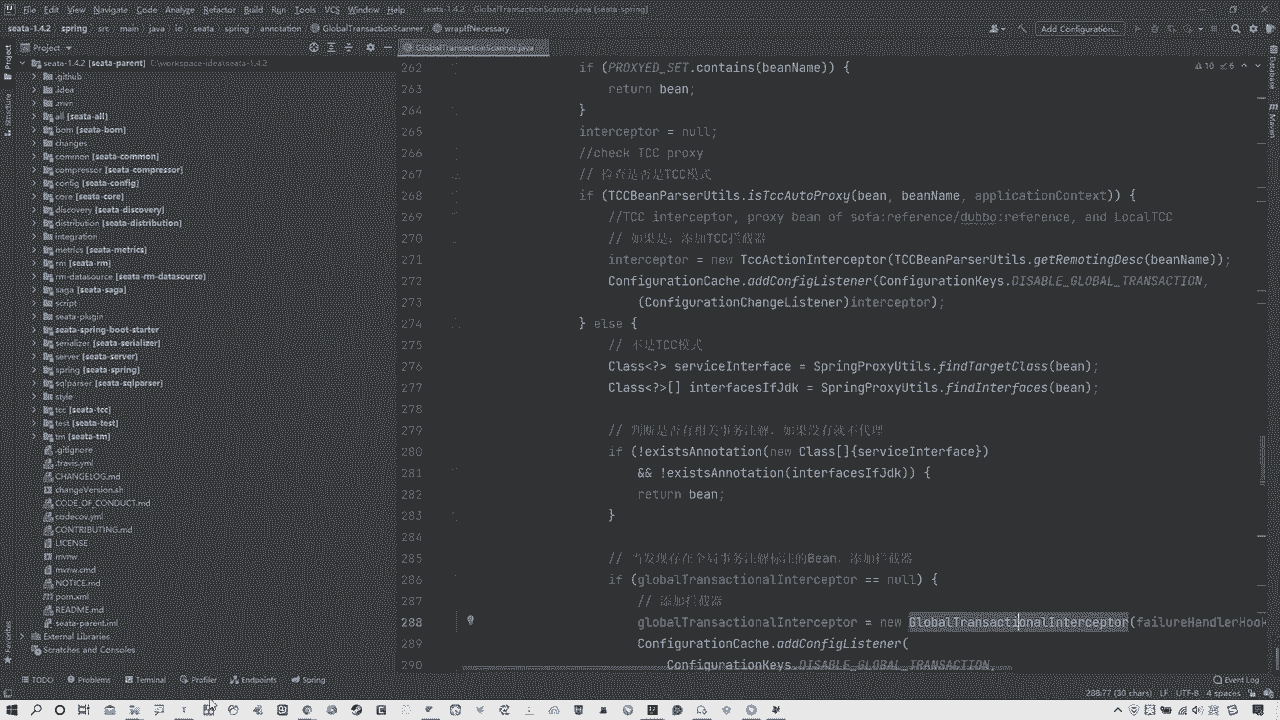 File Edit View Navigate Code Analyze Refactor Build Run Tools VCS Window Help seata-1.4.2 - GlobalTransactionScanner.java [seata-spring]
seata-1.4.2 spring src main java io seata spring annotation GlobalTransactionScanner wrapIfNecessary
Add Configuration...
Project
GlobalTransactionScanner.java
seata-1.4.2 [seata-parent] E:\workspace-idea\seata-1.4.2
.github
.idea
.mvn
all [seata-all]
bom [seata-bom]
changes
common [seata-common]
compressor [seata-compressor]
config [seata-config]
core [seata-core]
discovery [seata-discovery]
distribution [seata-distribution]
integration
metrics [seata-metrics]
rm [seata-rm]
rm-datasource [seata-rm-datasource]
saga [seata-saga]
script
seata-plugin
seata-spring-boot-starter
serializer [seata-serializer]
server [seata-server]
spring [seata-spring]
sqlparser [seata-sqlparser]
style
tcc [seata-tcc]
test [seata-test]
tm [seata-tm]
.gitignore
.travis.yml
CHANGELOG.md
changeVersion.sh
CODE_OF_CONDUCT.md
codecov.yml
CONTRIBUTING.md
LICENSE
mvnw
mvnw.cmd
NOTICE.md
pom.xml
README.md
seata-parent.iml
External Libraries
Scratches and Consoles
Project
Structure
Favorites
262 if (PROXYED_SET.contains(beanName)) {
263 return bean;
264 }
265 interceptor = null;
266 //check TCC proxy
267 // 检查是否是TCC模式
268 if (TCCBeanParserUtils.isTccAutoProxy(bean, beanName, applicationContext)) {
269 //TCC interceptor, proxy bean of sofa:reference/dubbo:reference, and LocalTCC
270 // 如果是，添加TCC拦截器
271 interceptor = new TccActionInterceptor(TCCBeanParserUtils.getRemotingDesc(beanName));
272 ConfigurationCache.addConfigListener(ConfigurationKeys.DISABLE_GLOBAL_TRANSACTION,
273 (ConfigurationChangeListener)interceptor);
274 } else {
275 // 不是TCC模式
276 Class<?> serviceInterface = SpringProxyUtils.findTargetClass(bean);
277 Class<?>[] interfacesIfJdk = SpringProxyUtils.findInterfaces(bean);
278
279 // 判断是否有相关事务注解，如果没有就不代理
280 if (!existsAnnotation(new Class[]{serviceInterface})
281 && !existsAnnotation(interfacesIfJdk)) {
282 return bean;
283 }
284
285 // 当发现存在全局事务注解标注的Bean，添加拦截器
286 if (globalTransactionalInterceptor == null) {
287 // 添加拦截器
288 globalTransactionalInterceptor = new GlobalTransactionalInterceptor(failureHandlerHook
289 ConfigurationCache.addConfigListener(
290 ConfigurationKeys.DISABLE_GLOBAL_TRANSACTION,
Database
Maven
TODO Problems Terminal Profiler Endpoints Spring Event Log
288:77 (30 chars) LF UTF-8 4 spaces